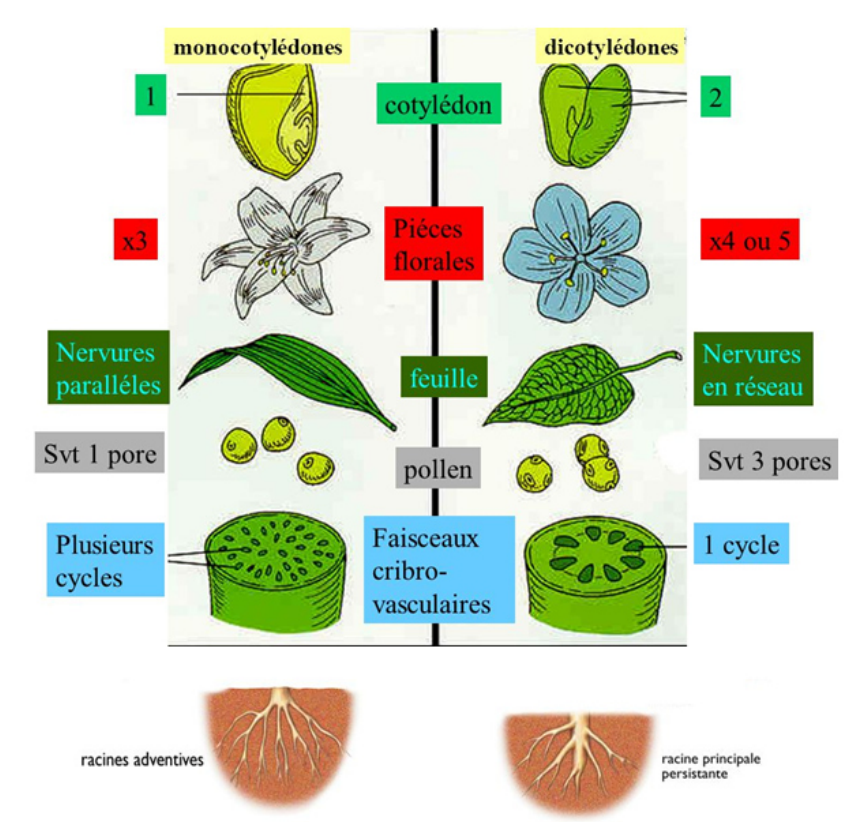 monocotylédones
dicotylédones
1
cotylédon
2
x3
Piéces
florales
x4 ou 5
Nervures
paralléles
feuille
Nervures
en réseau
Svt 1 pore
pollen
Svt 3 pores
Plusieurs
cycles
Faisceaux
cribro-
vasculaires
1 cycle
racines adventives
racine principale
persistante